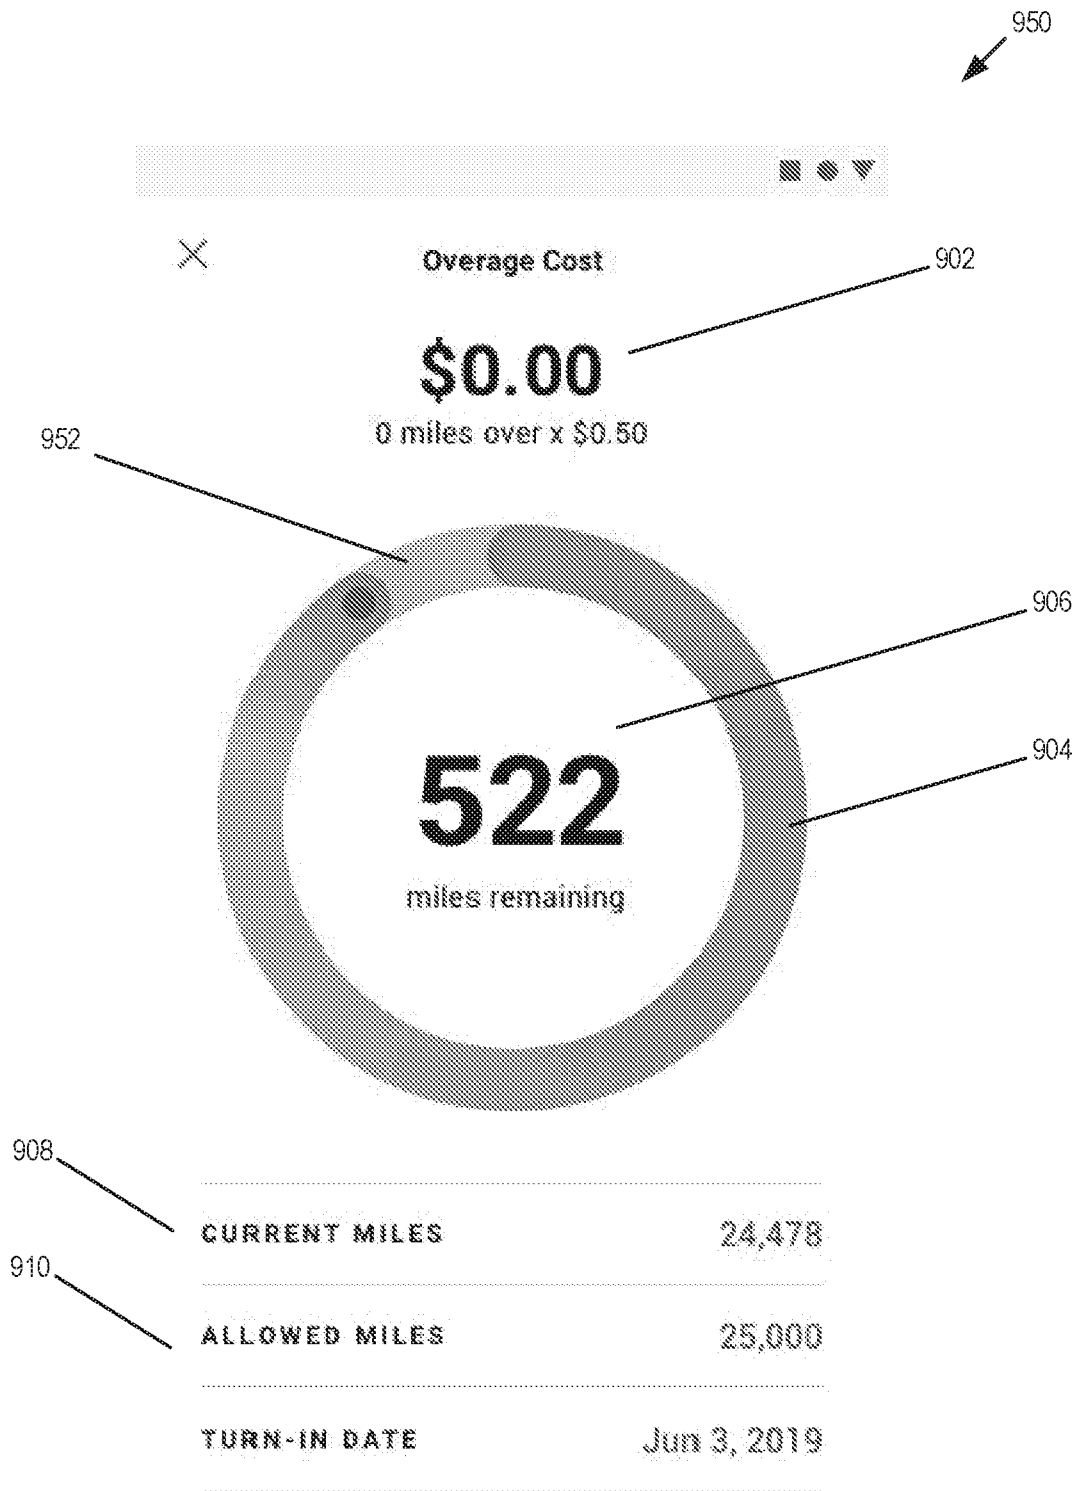 950
Overage Cost
902
$0.00
0 miles over x $0.50
952
906
904
522
miles remaining
908
CURRENT MILES 24,478
910
ALLOWED MILES 25,000
TURN-IN DATE Jun 3, 2019